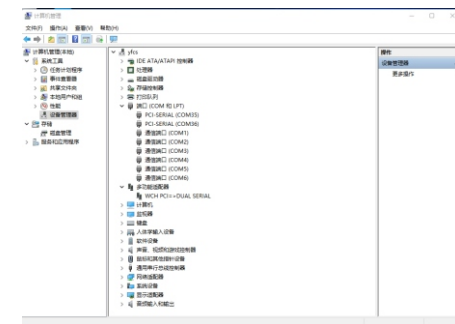 计算机管理
文件(F) 操作(A) 查看(V) 帮助(H)
计算机管理(本地)
系统工具
任务计划程序
事件查看器
共享文件夹
本地用户和组
性能
设备管理器
存储
磁盘管理
服务和应用程序
yfcs
IDE ATA/ATAPI 控制器
处理器
磁盘驱动器
存储控制器
打印队列
端口 (COM 和 LPT)
PCI-SERIAL (COM35)
PCI-SERIAL (COM36)
通信端口 (COM1)
通信端口 (COM2)
通信端口 (COM3)
通信端口 (COM4)
通信端口 (COM5)
通信端口 (COM6)
多功能适配器
WCH PCI=>DUAL SERIAL
计算机
监视器
键盘
人体学输入设备
软件设备
声音、视频和游戏控制器
鼠标和其他指针设备
通用串行总线控制器
网络适配器
系统设备
显示适配器
音频输入和输出
操作
设备管理器
更多操作